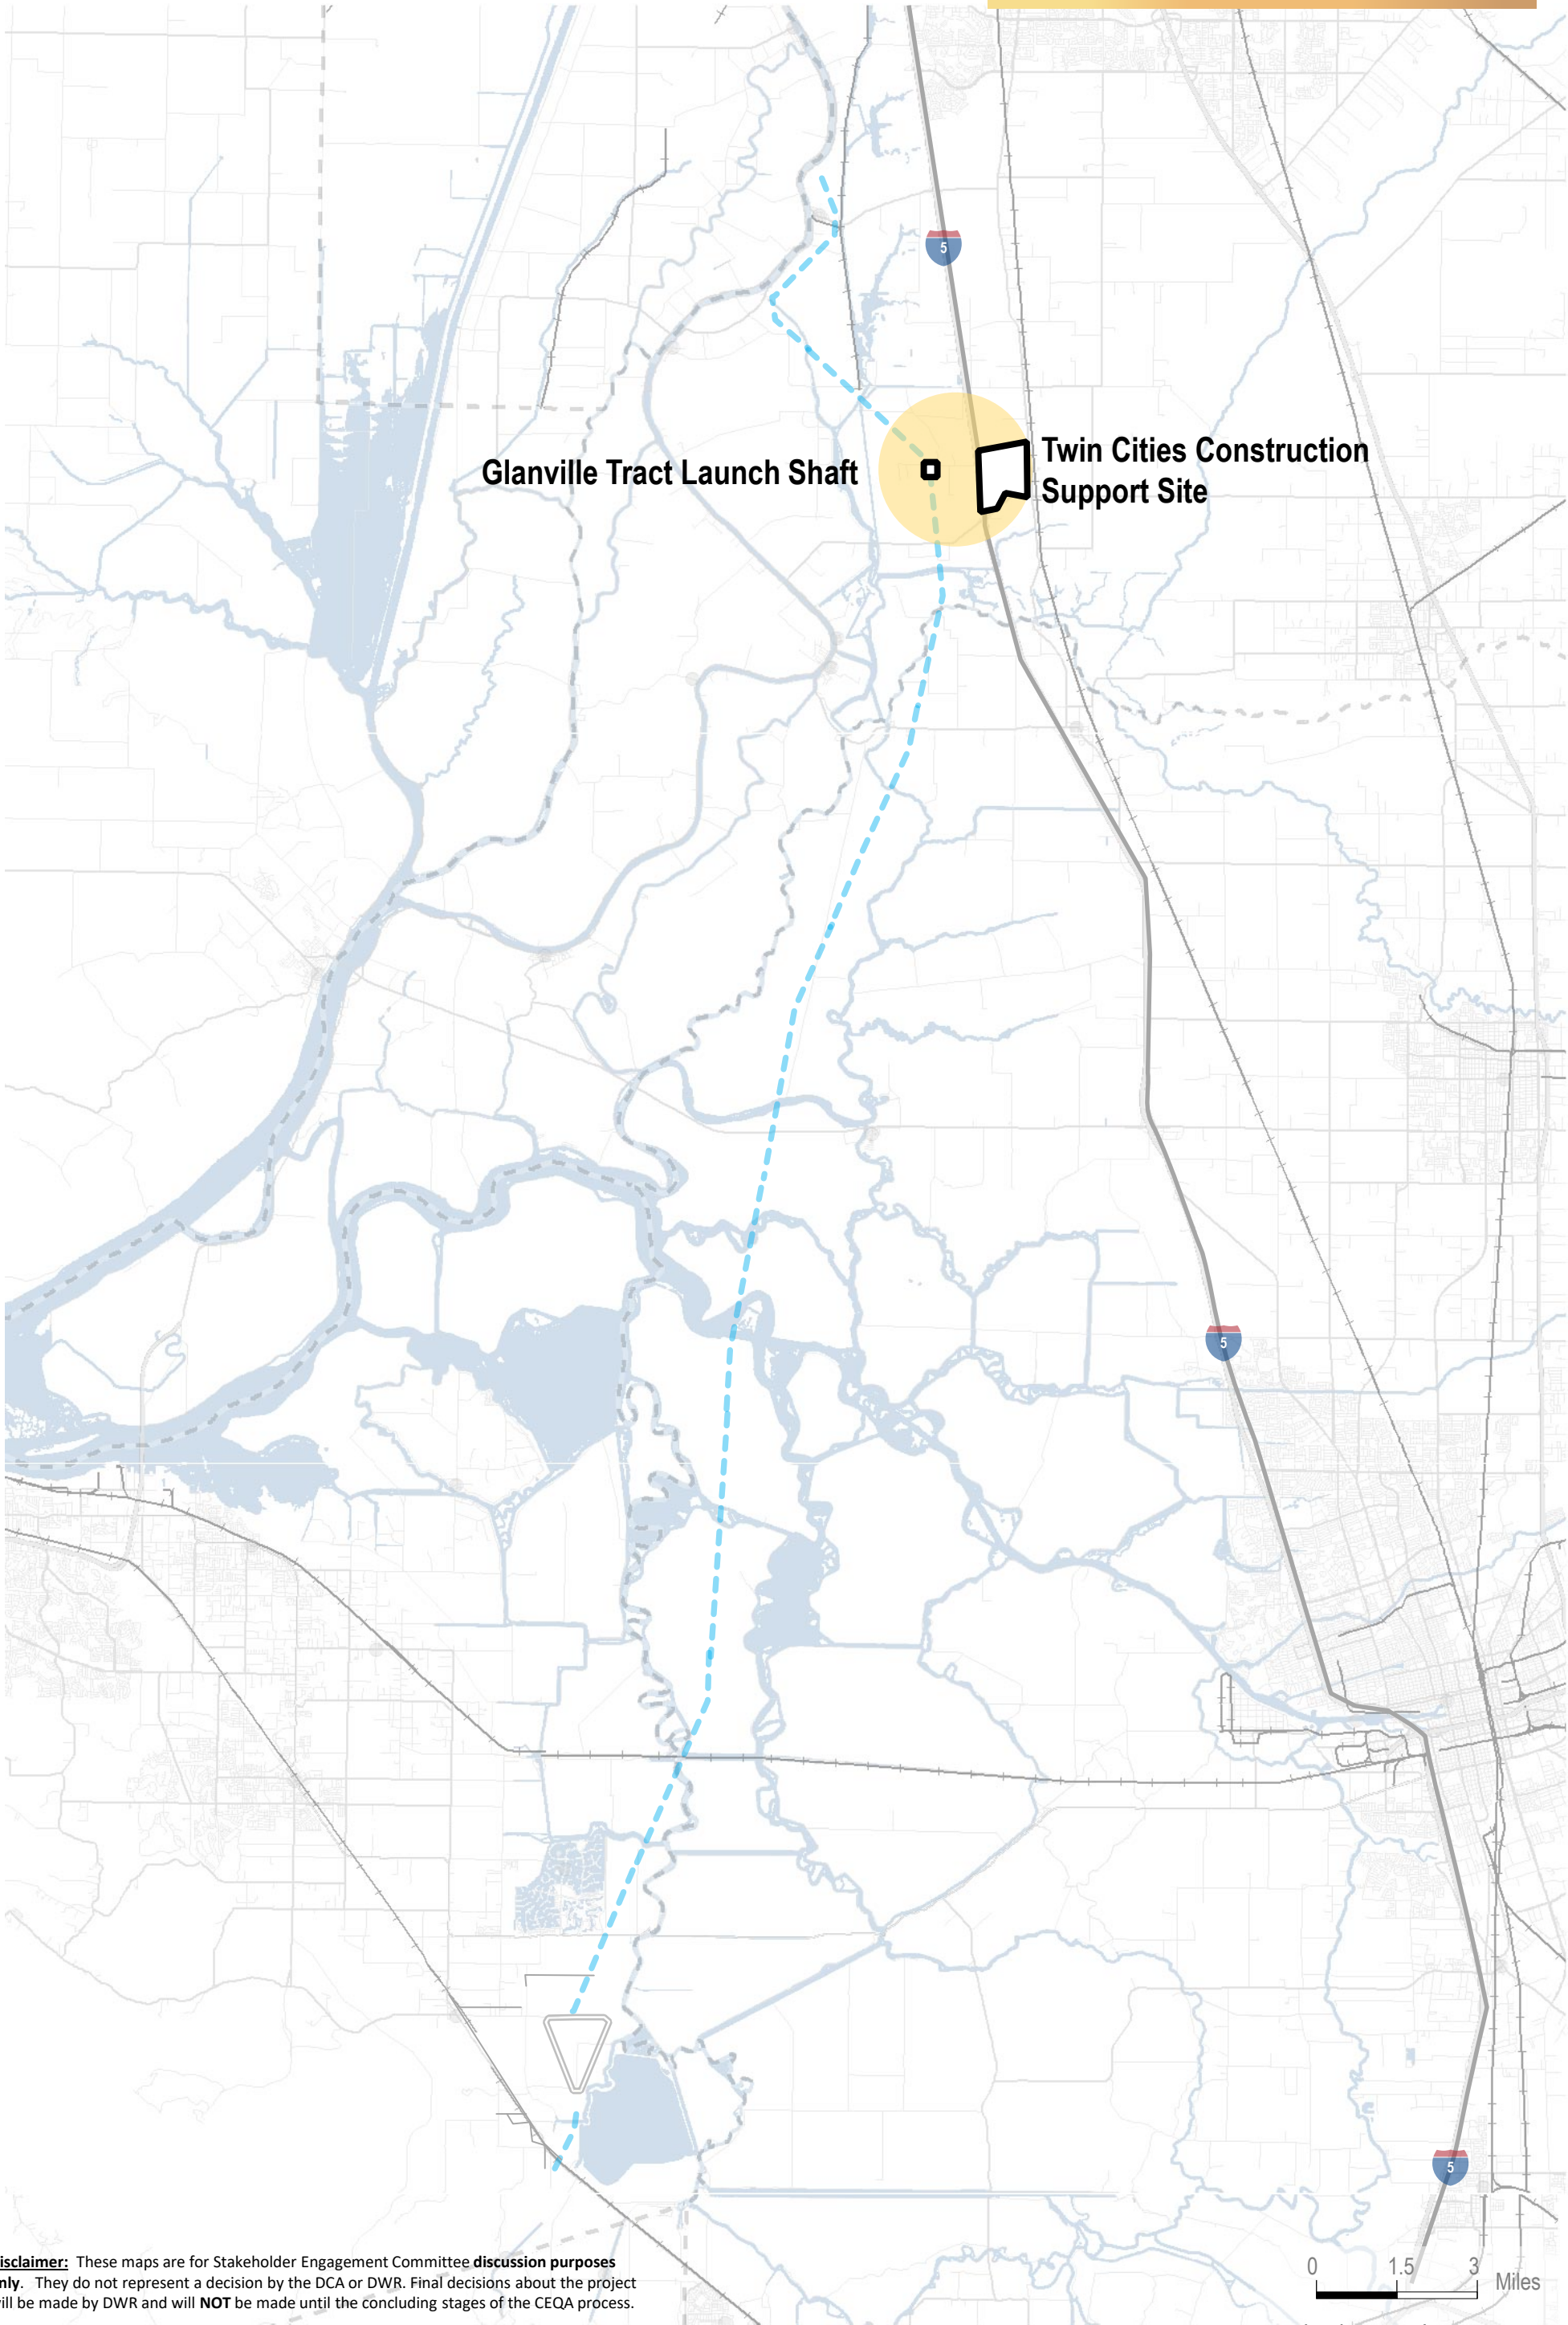 5
Glanville Tract Launch Shaft
Twin Cities Construction
Support Site
5
5
isclaimer: These maps are for Stakeholder Engagement Committee discussion purposes
nly. They do not represent a decision by the DCA or DWR. Final decisions about the project
ill be made by DWR and will NOT be made until the concluding stages of the CEQA process.
0 1.5 3
Miles